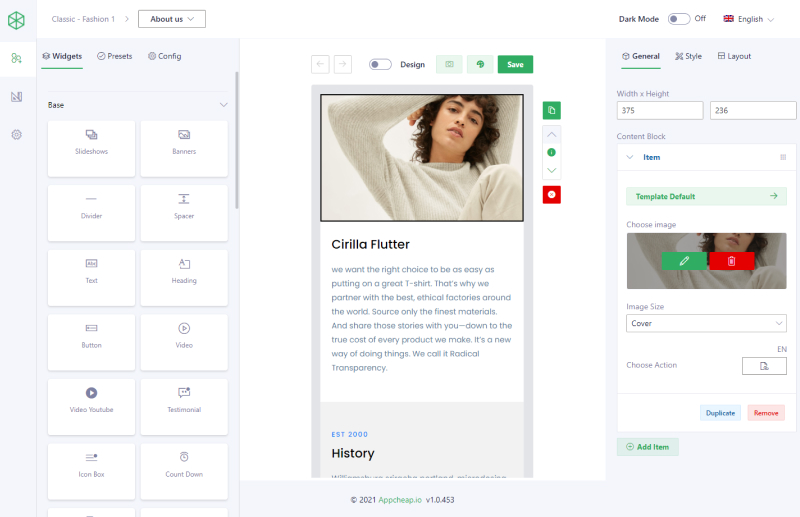 Classic - Fashion 1
About us
Dark Mode
Off
English
Widgets
Presets
Config
Design
Save
General
Style
Layout
Base
Slideshows
Banners
Divider
Spacer
Text
Heading
Button
Video
Video Youtube
Testimonial
Icon Box
Count Down
Cirilla Flutter
we want the right choice to be as easy as
putting on a great T-shirt. That's why we
partner with the best, ethical factories around
the world. Source only the finest materials.
And share those stories with you—down to the
true cost of every product we make. It's a new
way of doing things. We call it Radical
Transparency.
EST 2000
History
Width x Height
375
236
Content Block
Item
Template Default
Choose image
Image Size
Cover
EN
Choose Action
Duplicate
Remove
Add Item
© 2021 Appcheap.io v1.0.453